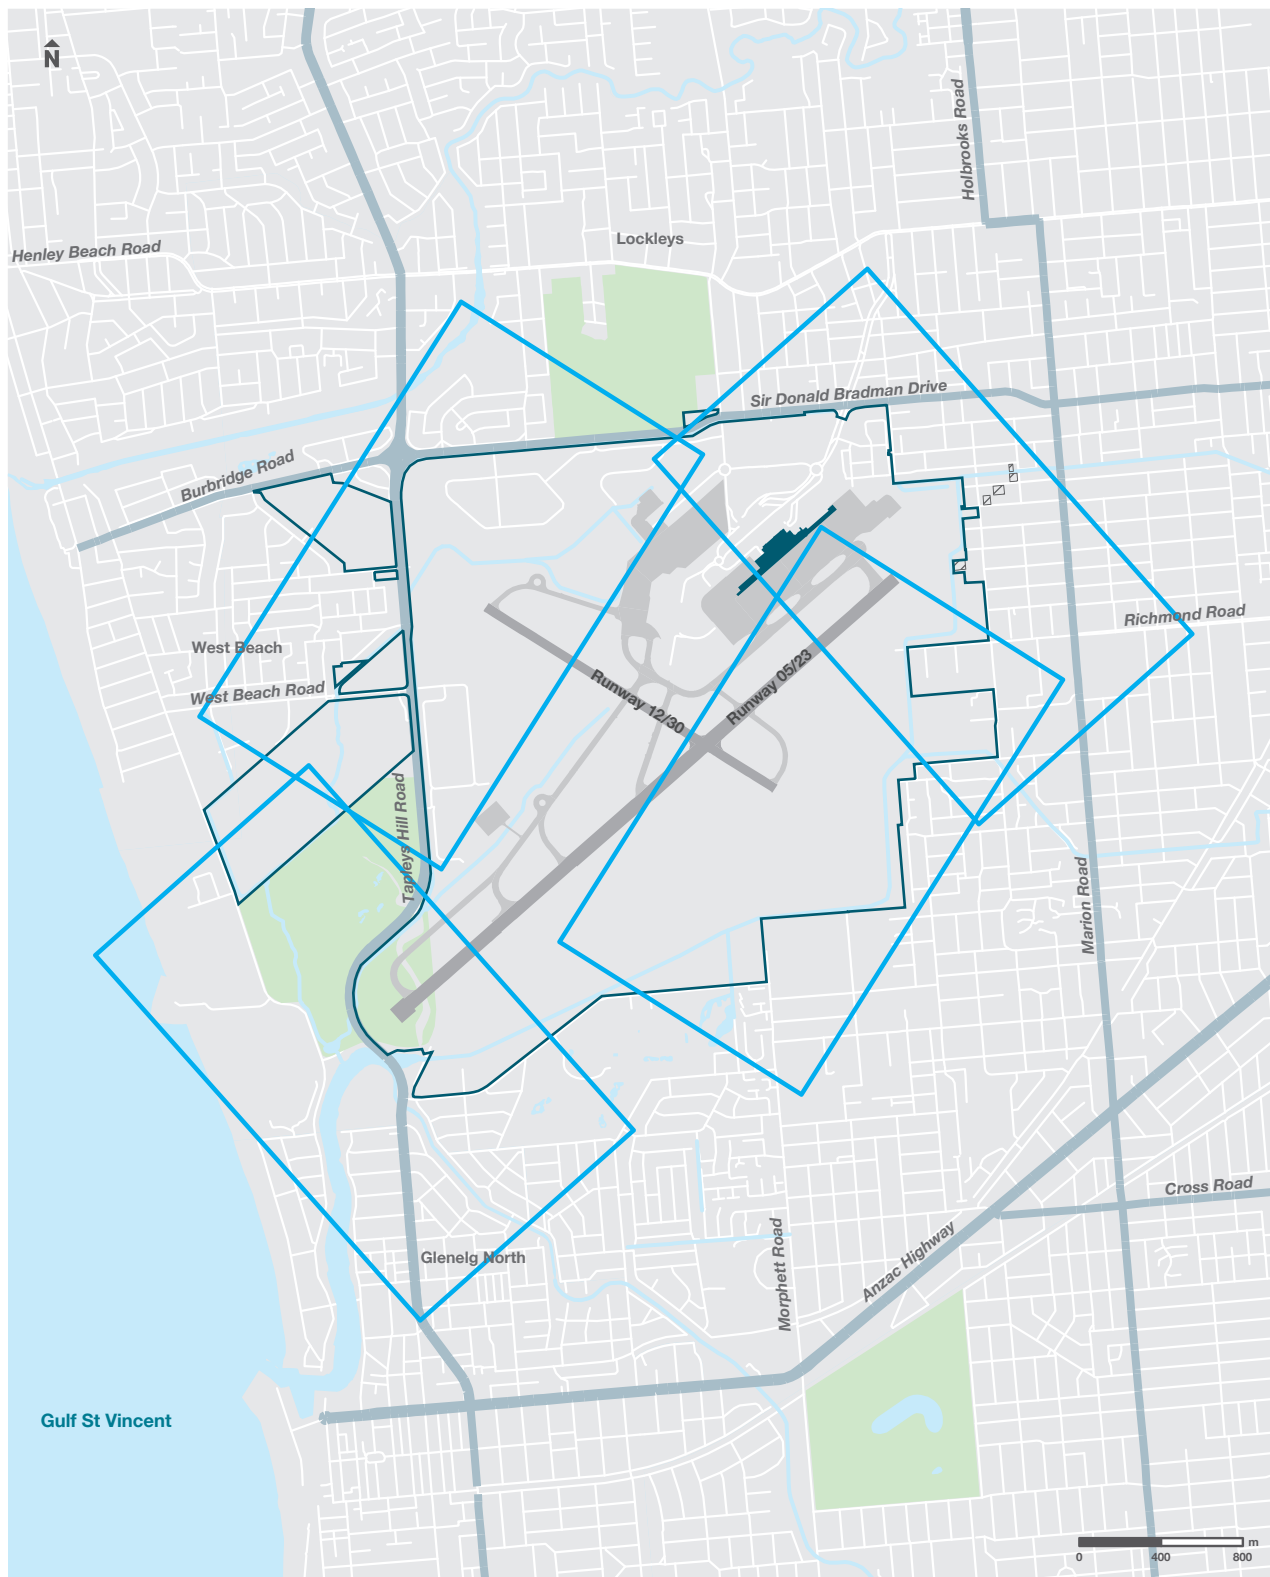 N
Holbrooks Road
Henley Beach Road
Lockleys
Sir Donald Bradman Drive
Burbridge Road
West Beach
West Beach Road
Richmond Road
Runway 12/30
Runway 05/23
Tapleys Hill Road
Marion Road
Cross Road
Glenelg North
Morphett Road
Anzac Highway
Gulf St Vincent
0 400 800 m